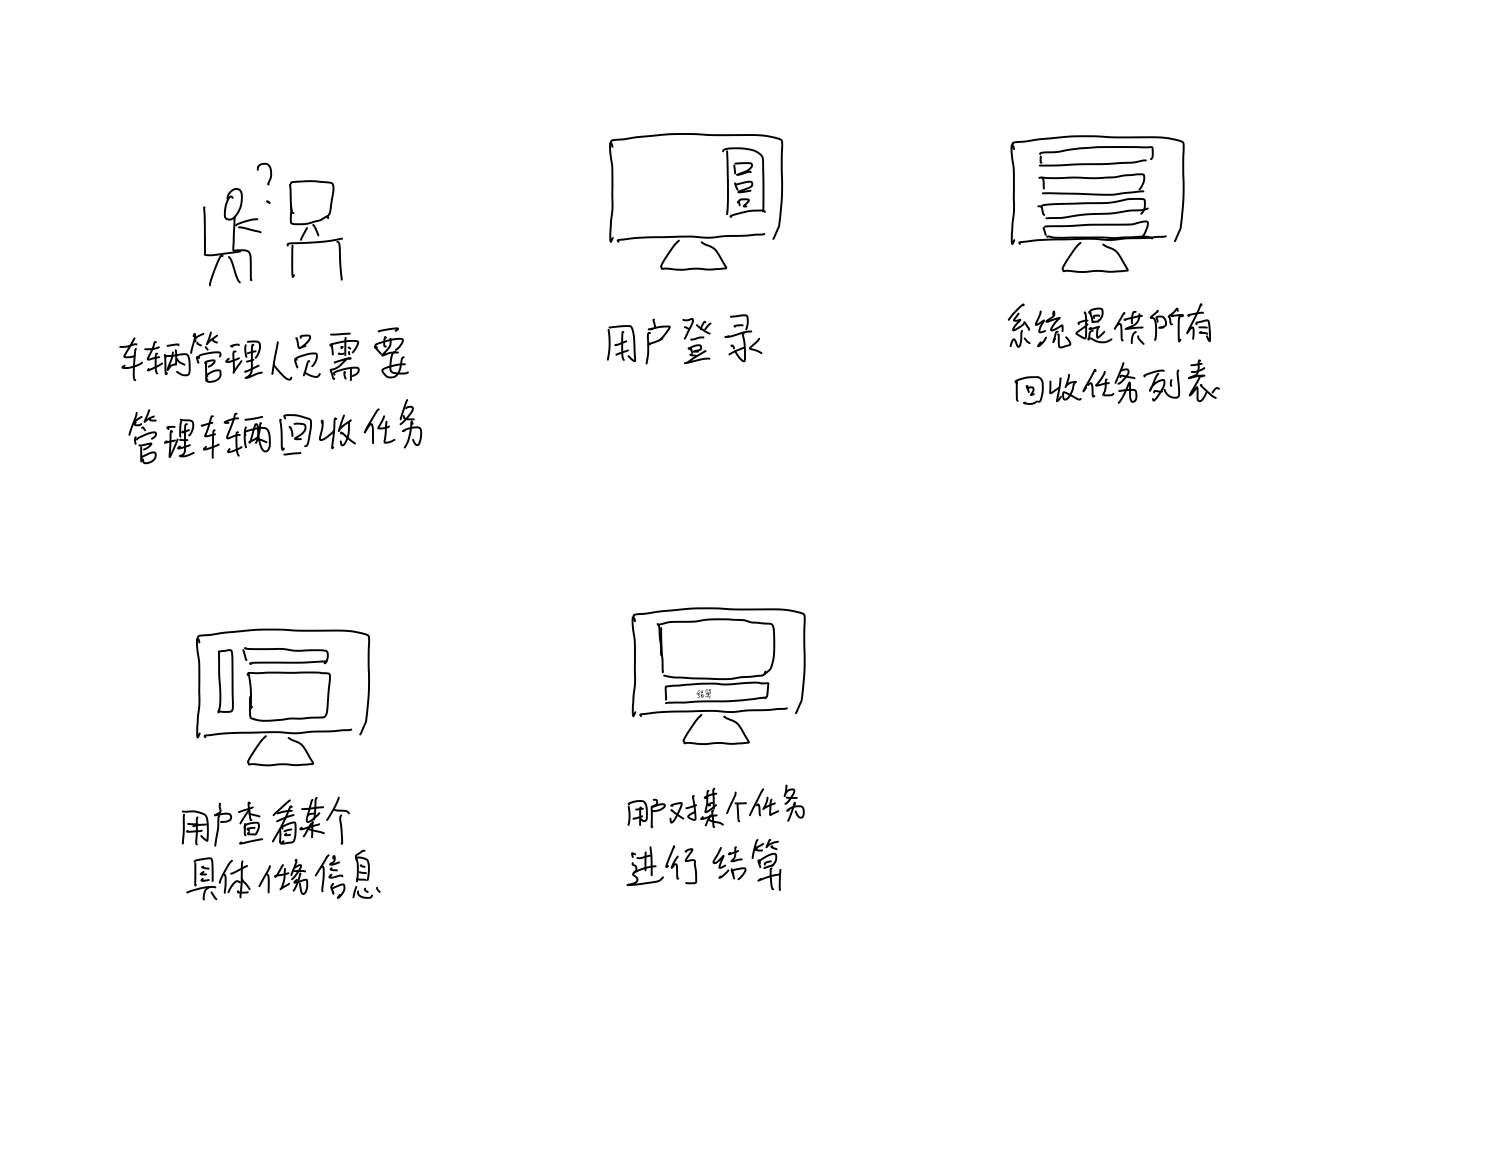 车辆管理人员需要
管理车辆回收任务
用户登录
系统提供所有
回收任务列表
用户查看某个
具体任务信息
结算
用户对某个任务
进行结算